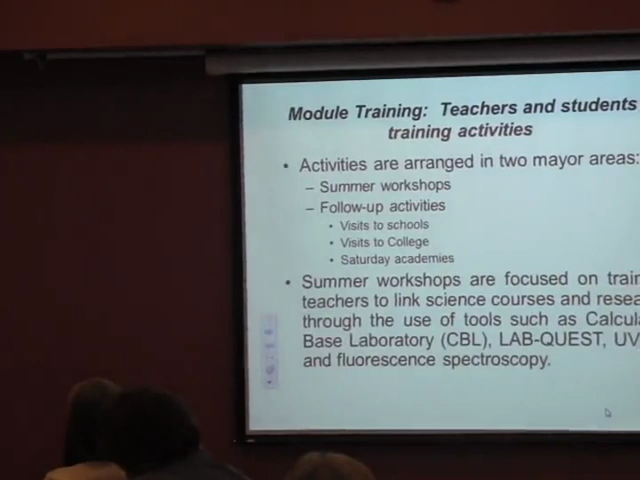 Module Training: Teachers and students
training activities
• Activities are arranged in two mayor areas:
– Summer workshops
– Follow-up activities
• Visits to schools
• Visits to College
• Saturday academies
• Summer workshops are focused on train
teachers to link science courses and resea
through the use of tools such as Calcula
Base Laboratory (CBL), LAB-QUEST, UV
and fluorescence spectroscopy.